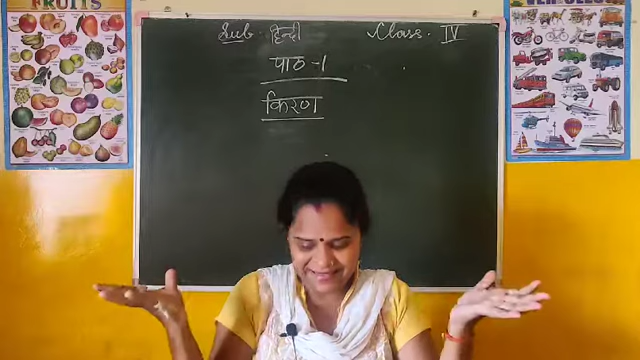 FRUITS
Sub. हिन्दी Class. IV
पाठ -1
किरण